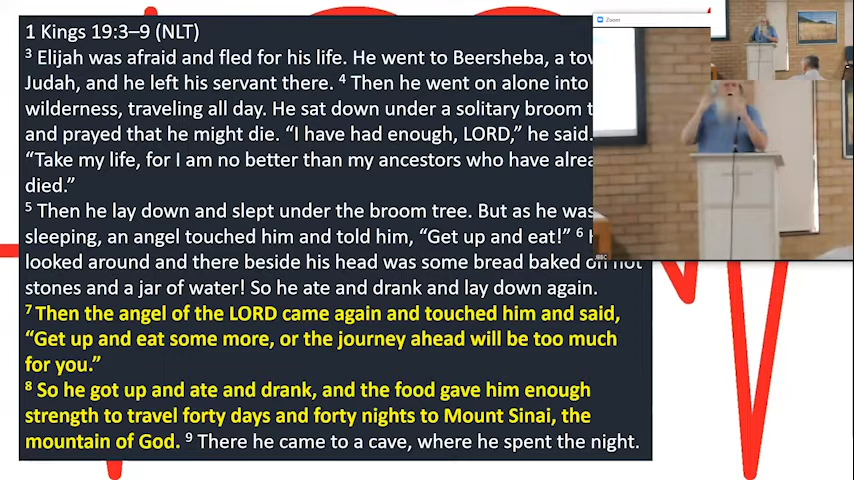 1 Kings 19:3–9 (NLT)
3 Elijah was afraid and fled for his life. He went to Beersheba, a
Judah, and he left his servant there. 4 Then he went on alone into
wilderness, traveling all day. He sat down under a solitary broom
and prayed that he might die. “I have had enough, LORD,” he said.
“Take my life, for I am no better than my ancestors who have
died.”
5 Then he lay down and slept under the broom tree. But as he was
sleeping, an angel touched him and told him, “Get up and eat!” 6
looked around and there beside his head was some bread baked on hot
stones and a jar of water! So he ate and drank and lay down again.
7 Then the angel of the LORD came again and touched him and said,
“Get up and eat some more, or the journey ahead will be too much
for you.”
8 So he got up and ate and drank, and the food gave him enough
strength to travel forty days and forty nights to Mount Sinai, the
mountain of God. 9 There he came to a cave, where he spent the night.
Zoom